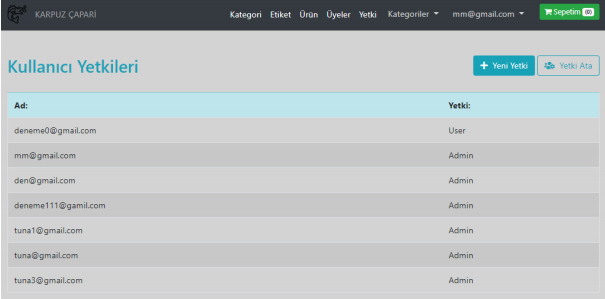 KARPUZ ÇAPARİ Kategori Etiket Ürün Üyeler Yetki Kategoriler mm@gmail.com Sepetim (0)
Kullanıcı Yetkileri + Yeni Yetki Yetki Ata
Ad: Yetki:
deneme0@gmail.com User
mm@gmail.com Admin
den@gmail.com Admin
deneme111@gamil.com Admin
tuna1@gmail.com Admin
tuna@gmail.com Admin
tuna3@gmail.com Admin